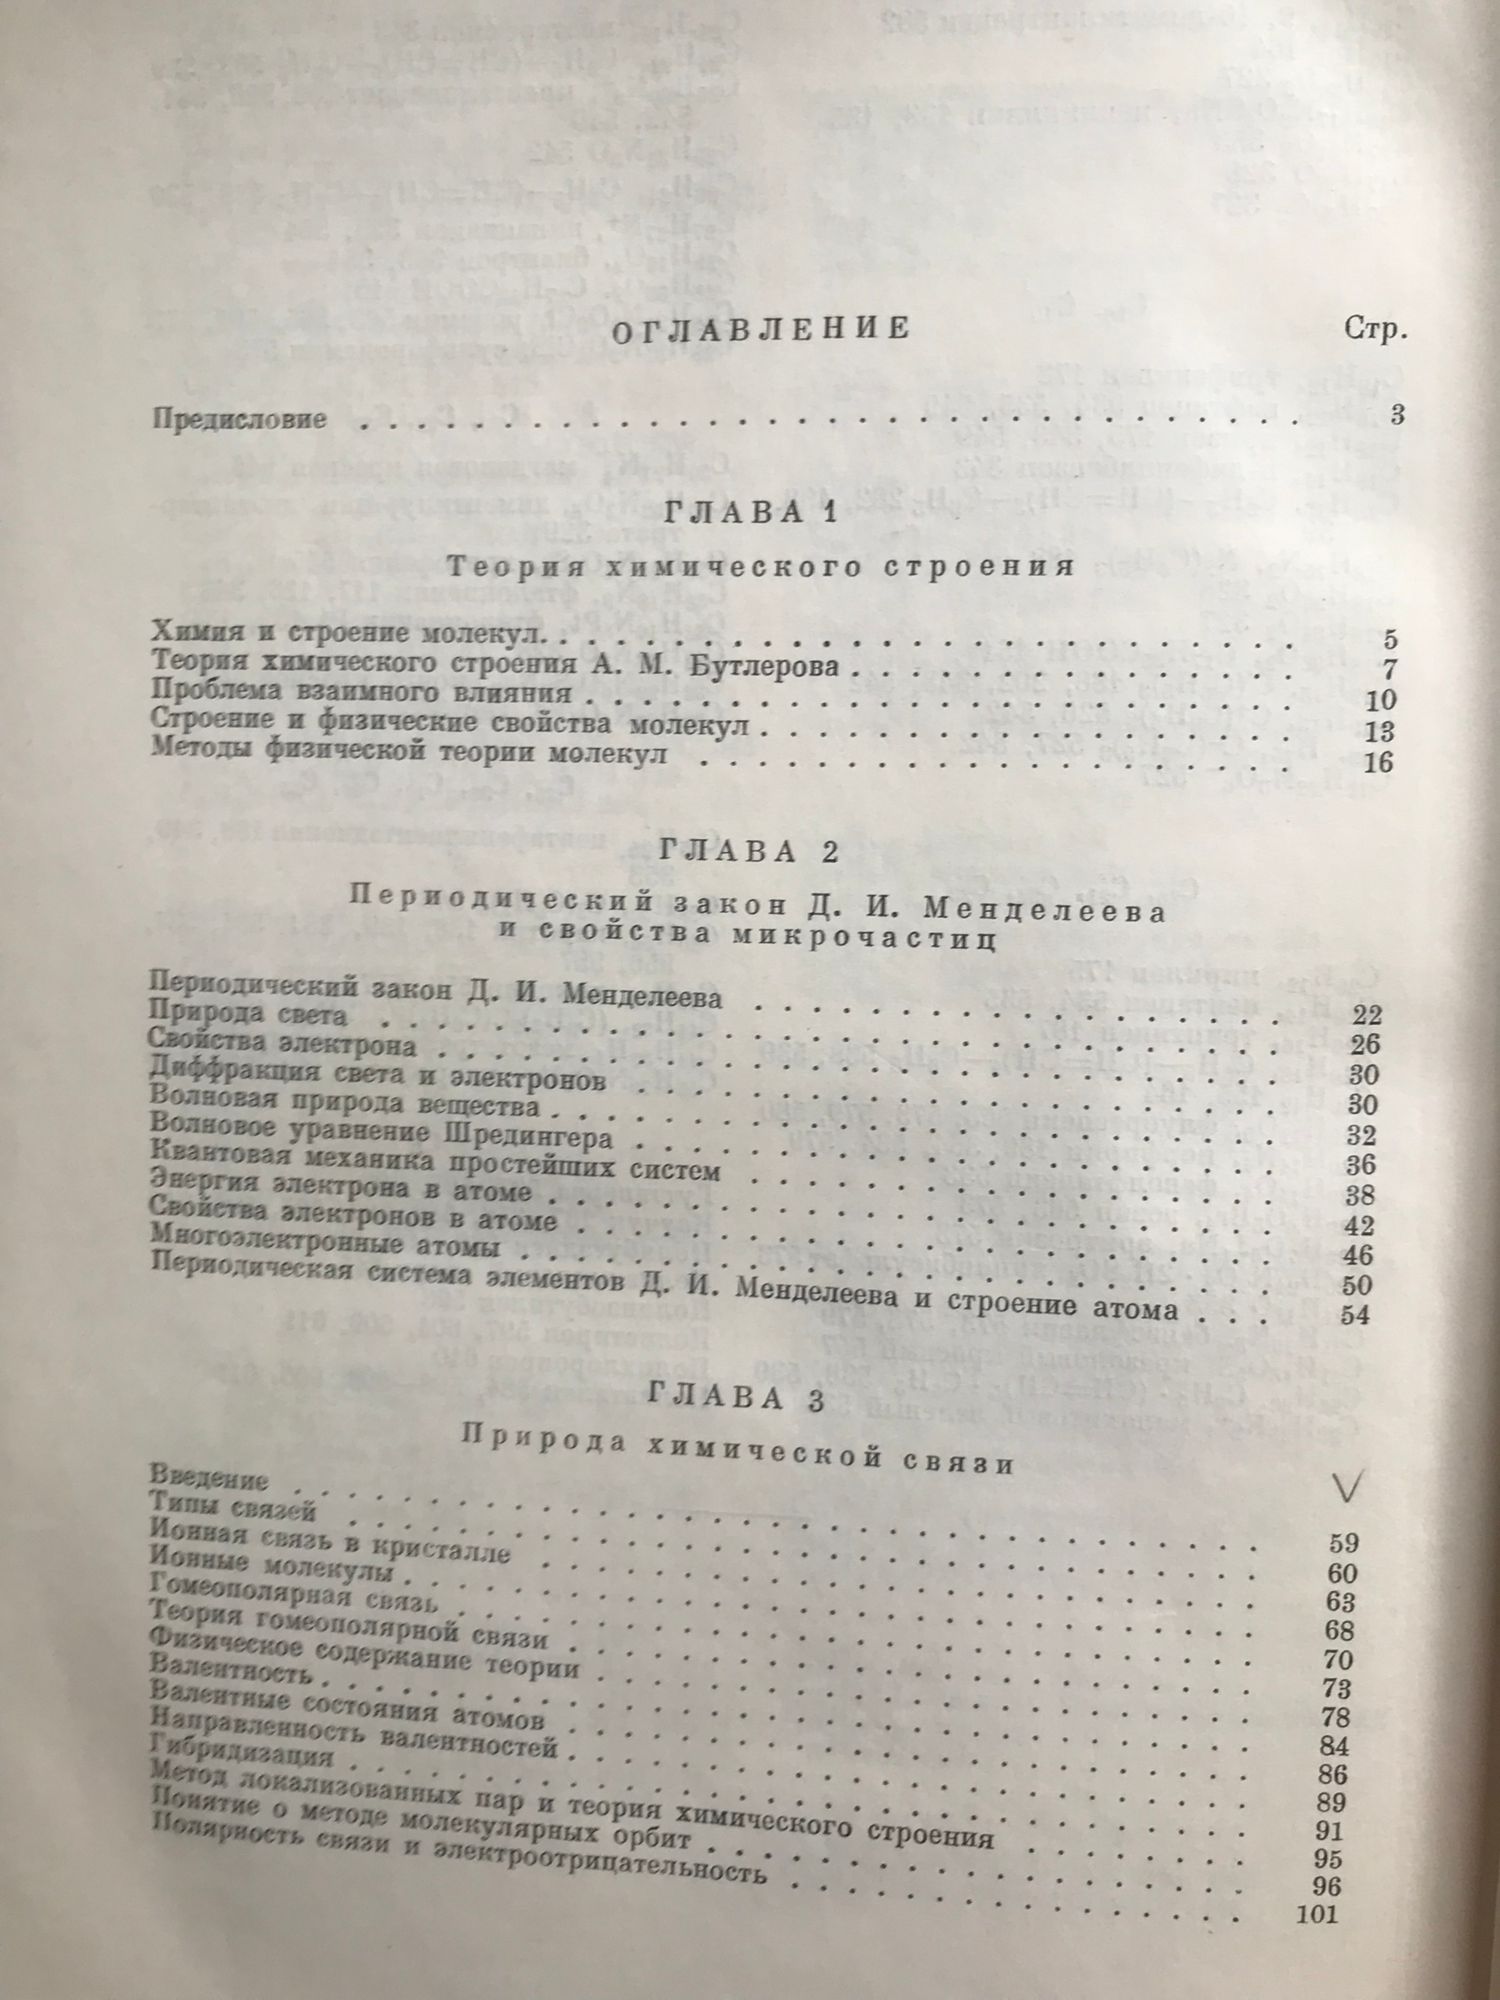 ОГЛАВЛЕНИЕ Стр.
Предисловие . . . . . . . . . . . . . . . . . . . . 3
ГЛАВА 1
Теория химического строения
Химия и строение молекул. . . . . . . . . . . . . . . . . . . . 5
Теория химического строения А. М. Бутлерова . . . . . . . . . . . . 7
Проблема взаимного влияния . . . . . . . . . . . . . . . . . . . . 10
Строение и физические свойства молекул . . . . . . . . . . . . . . . . 13
Методы физической теории молекул . . . . . . . . . . . . . . . . 16
ГЛАВА 2
Периодический закон Д. И. Менделеева
и свойства микрочастиц
Периодический закон Д. И. Менделеева . . . . . . . . . . . . . . . . 22
Природа света . . . . . . . . . . . . . . . . . . . . 26
Свойства электрона . . . . . . . . . . . . . . . . . . . . 30
Диффракция света и электронов . . . . . . . . . . . . . . . . 30
Волновая природа вещества . . . . . . . . . . . . . . . . . . . . 32
Волновое уравнение Шредингера . . . . . . . . . . . . . . . . 36
Квантовая механика простейших систем . . . . . . . . . . . . . . . . 38
Энергия электрона в атоме . . . . . . . . . . . . . . . . . . . . 42
Свойства электронов в атоме . . . . . . . . . . . . . . . . . . . . 46
Многоэлектронные атомы . . . . . . . . . . . . . . . . . . . . 50
Периодическая система элементов Д. И. Менделеева и строение атома . . . 54
ГЛАВА 3
Природа химической связи
V
Введение . . . . . . . . . . . . . . . . . . . . 59
Типы связей . . . . . . . . . . . . . . . . . . . . 60
Ионная связь в кристалле . . . . . . . . . . . . . . . . . . . . 63
Ионные молекулы . . . . . . . . . . . . . . . . . . . . 68
Гомеополярная связь . . . . . . . . . . . . . . . . . . . . 70
Теория гомеополярной связи . . . . . . . . . . . . . . . . . . . . 73
Физическое содержание теории . . . . . . . . . . . . . . . . . . . . 78
Валентность . . . . . . . . . . . . . . . . . . . . 84
Валентные состояния атомов . . . . . . . . . . . . . . . . . . . . 86
Направленность валентностей . . . . . . . . . . . . . . . . . . . . 89
Гибридизация . . . . . . . . . . . . . . . . . . . . 91
Метод локализованных пар и теория химического строения . . . . . . . . 95
Понятие о методе молекулярных орбит . . . . . . . . . . . . . . . . 96
Полярность связи и электроотрицательность . . . . . . . . . . . . . . . . 101